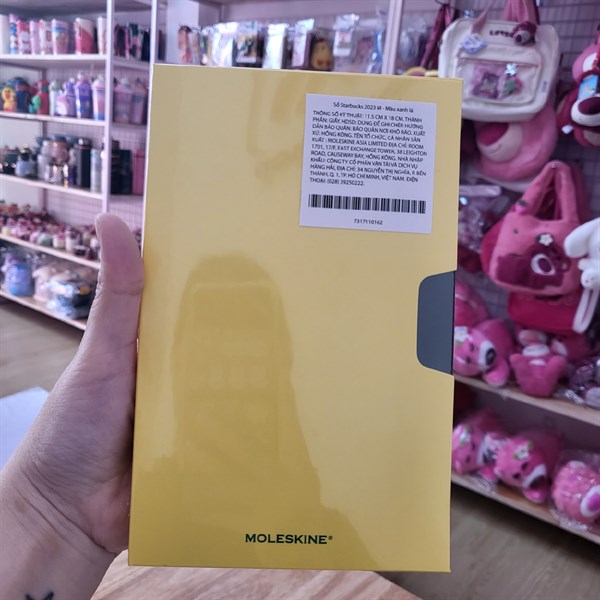 Sổ Starbucks 2023 kẻ - Màu xanh lá
THÔNG SỐ KỸ THUẬT: 11.5 CM X 18 CM, THÀNH
PHẦN: GIẤY, HDSD: DÙNG ĐỂ GHI CHÉP. HƯỚNG
DẪN BẢO QUẢN: BẢO QUẢN NƠI KHÔ RÁO. XUẤT
XỨ: HỒNG KÔNG. TÊN TỔ CHỨC, CÁ NHÂN SẢN
XUẤT : MOLESKINE ASIA LIMITED ĐỊA CHỈ: ROOM
1701, 17/F. EAST EXCHANGE TOWER, 38 LEIGHTON
ROAD, CAUSEWAY BAY, HỒNG KÔNG. NHÀ NHẬP
KHẨU: CÔNG TY CỔ PHẦN VẬN TẢI VÀ DỊCH VỤ
HÀNG HẢI, ĐỊA CHỈ: 34 NGUYỄN THỊ NGHĨA, P. BẾN
THÀNH, Q. 1, TP. HỒ CHÍ MINH, VIỆT NAM. ĐIỆN
THOẠI: (028) 39250222.
7317110162
MOLESKINE®